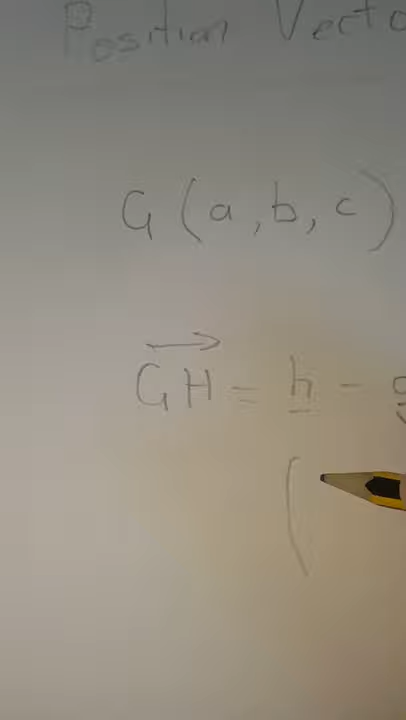 Position Vecto
G (a, b, c)
GH = h - g
(